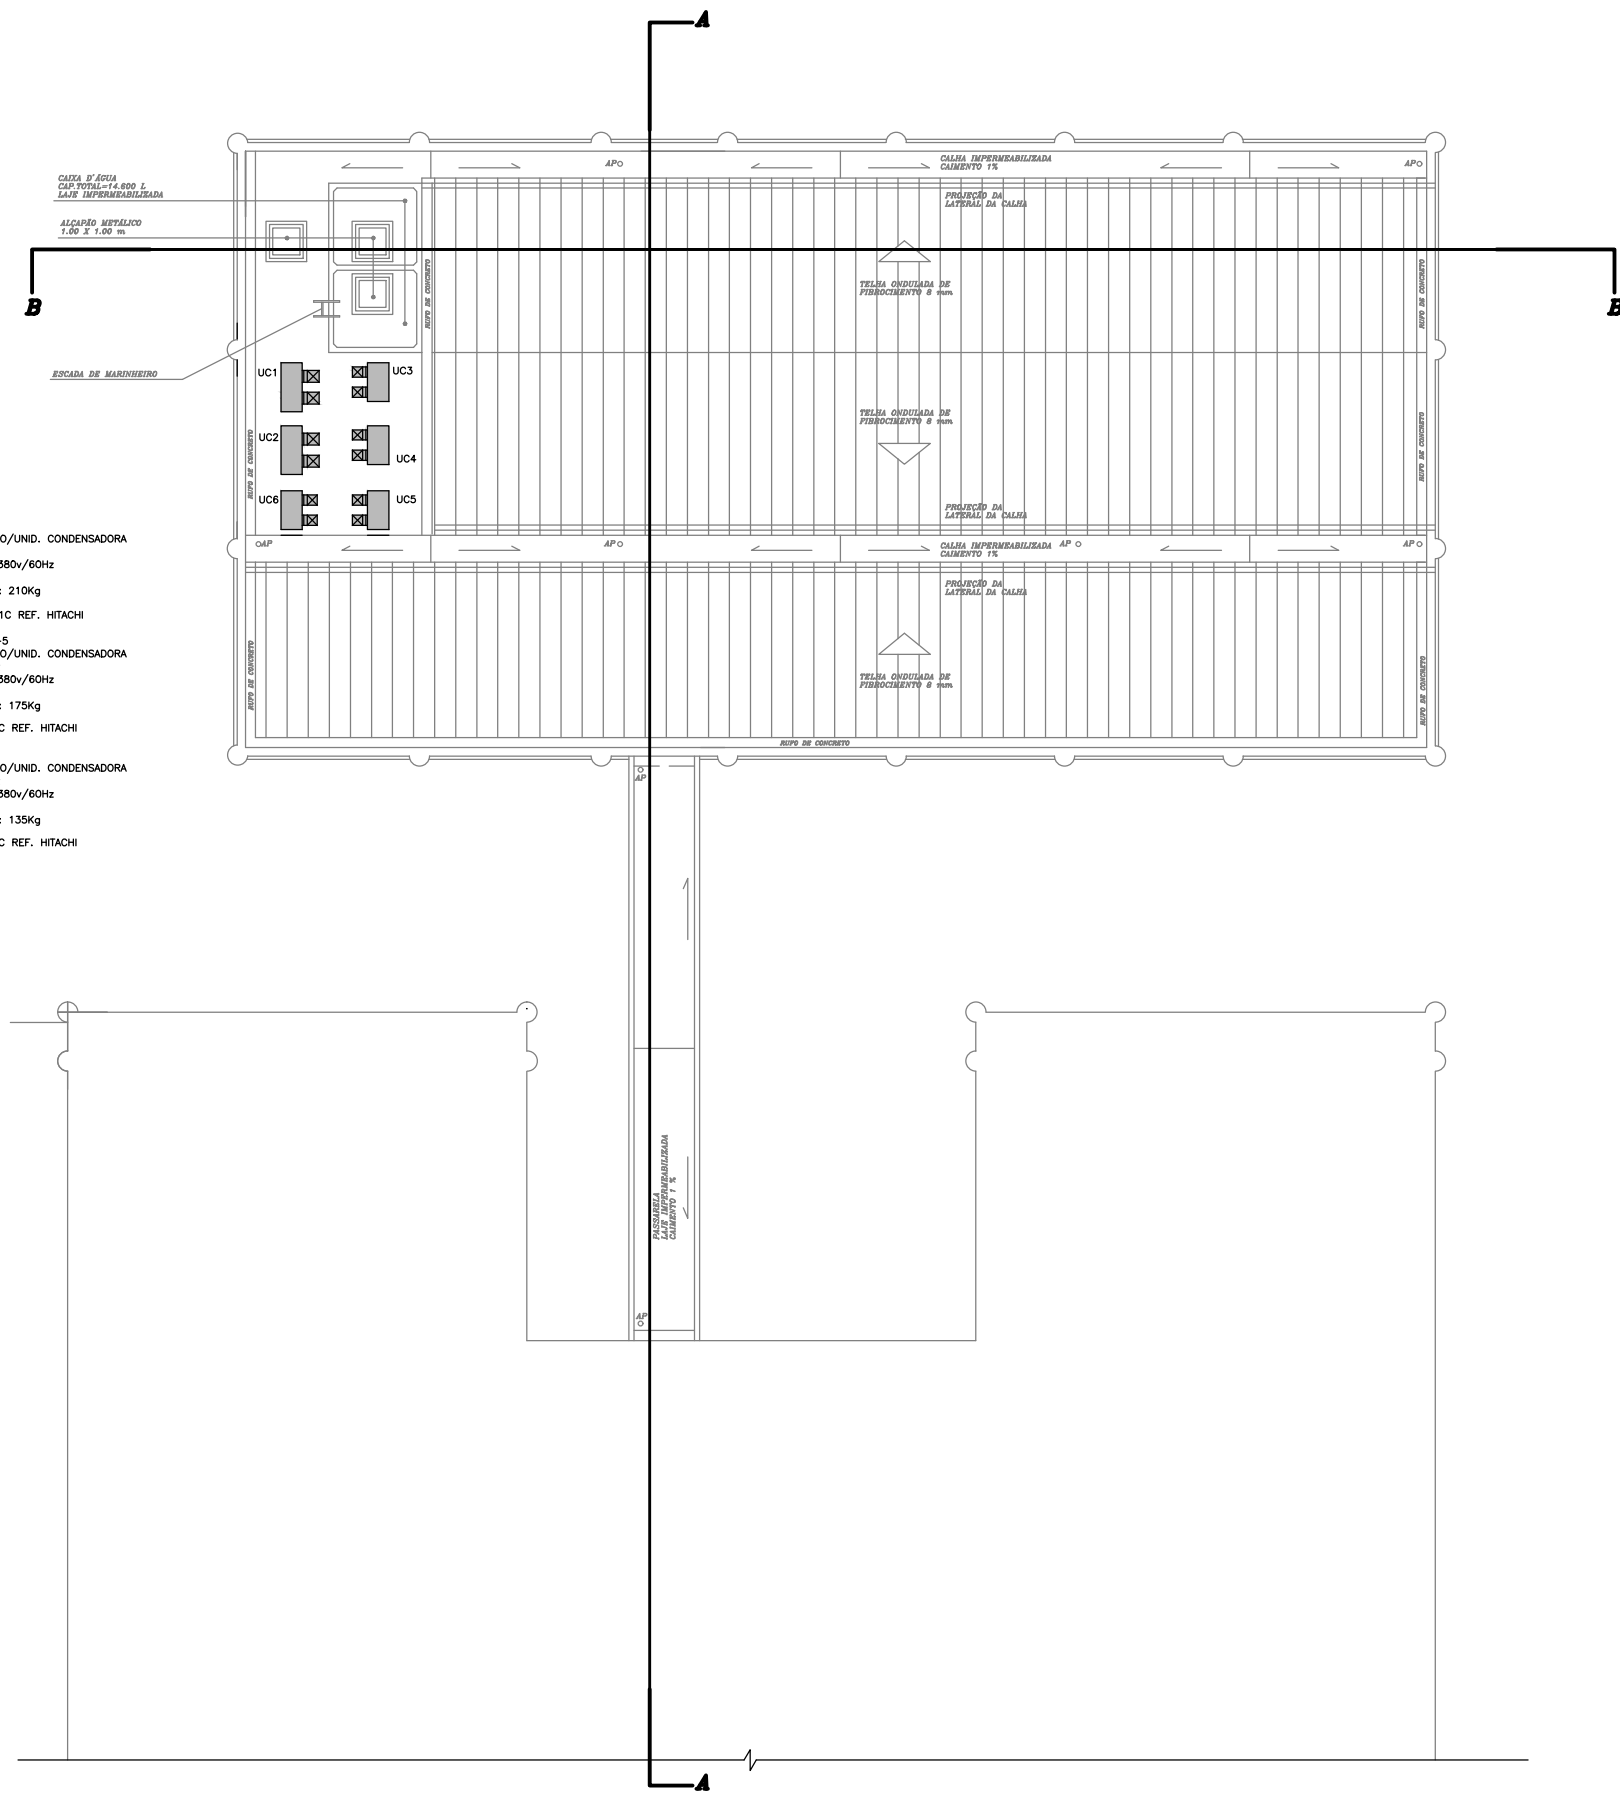 A
CAIXA D'ÁGUA
CAP.TOTAL=14.600 L
LAJE IMPERMEABILIZADA
ALÇAPÃO METÁLICO
1.00 X 1.00 m
AP
CALHA IMPERMEABILIZADA
CAIMENTO 1%
AP
PROJEÇÃO DA
LATERAL DA CALHA
B
B
RUFO DE CONCRETO
RUFO DE CONCRETO
TELHA ONDULADA DE
FIBROCIMENTO 8 mm
ESCADA DE MARINHEIRO
UC1
UC3
UC2
UC4
UC6
UC5
RUFO DE CONCRETO
TELHA ONDULADA DE
FIBROCIMENTO 8 mm
RUFO DE CONCRETO
PROJEÇÃO DA
LATERAL DA CALHA
AP
AP
CALHA IMPERMEABILIZADA
CAIMENTO 1%
AP
AP
PROJEÇÃO DA
LATERAL DA CALHA
O/UNID. CONDENSADORA
380v/60Hz
: 210Kg
1C REF. HITACHI
-5
O/UNID. CONDENSADORA
380v/60Hz
: 175Kg
C REF. HITACHI
O/UNID. CONDENSADORA
380v/60Hz
: 135Kg
C REF. HITACHI
RUFO DE CONCRETO
TELHA ONDULADA DE
FIBROCIMENTO 8 mm
RUFO DE CONCRETO
RUFO DE CONCRETO
AP
PASSARELA
LAJE IMPERMEABILIZADA
CAIMENTO 1 %
AP
A